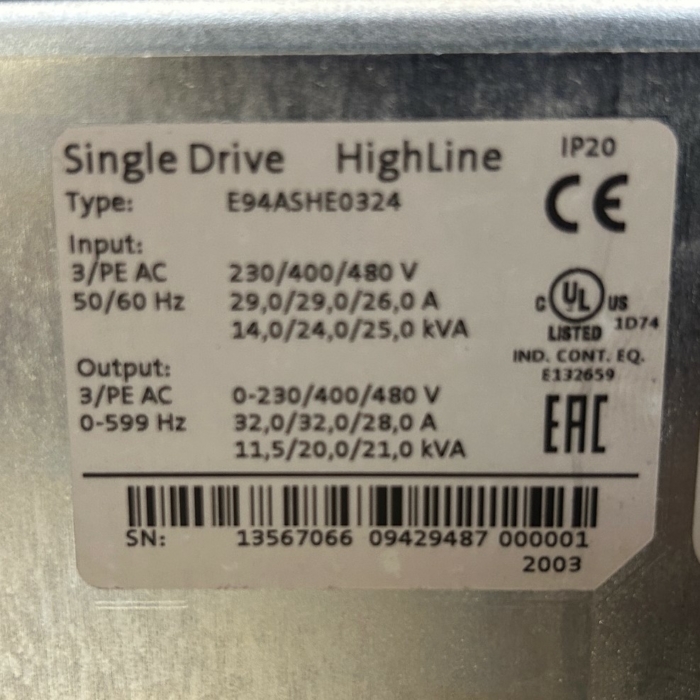 Single Drive HighLine IP20
Type: E94ASHE0324
CE
Input:
3/PE AC 230/400/480 V
50/60 Hz 29,0/29,0/26,0 A
14,0/24,0/25,0 kVA
C UL US
LISTED 1D74
IND. CONT. EQ.
E132659
Output:
3/PE AC 0-230/400/480 V
0-599 Hz 32,0/32,0/28,0 A
11,5/20,0/21,0 kVA
EAC
SN: 13567066 09429487 000001
2003